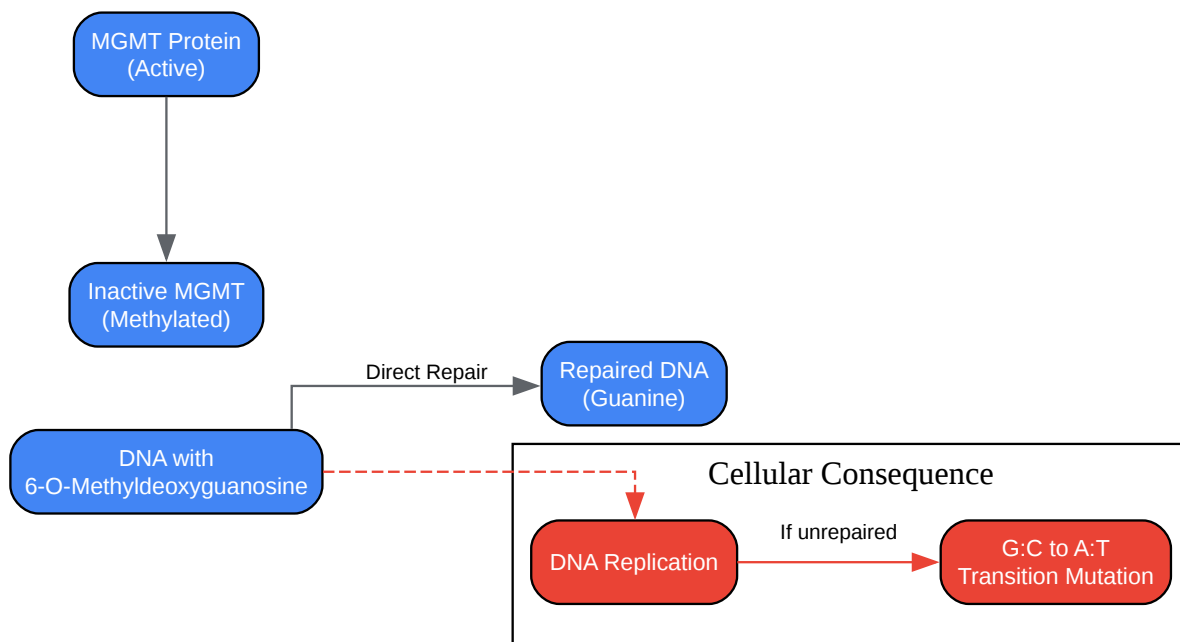 MGMT Protein
(Active)
Inactive MGMT
(Methylated)
Direct Repair
Repaired DNA
(Guanine)
DNA with
6-O-Methyldeoxyguanosine
Cellular Consequence
DNA Replication
If unrepaired
G:C to A:T
Transition Mutation